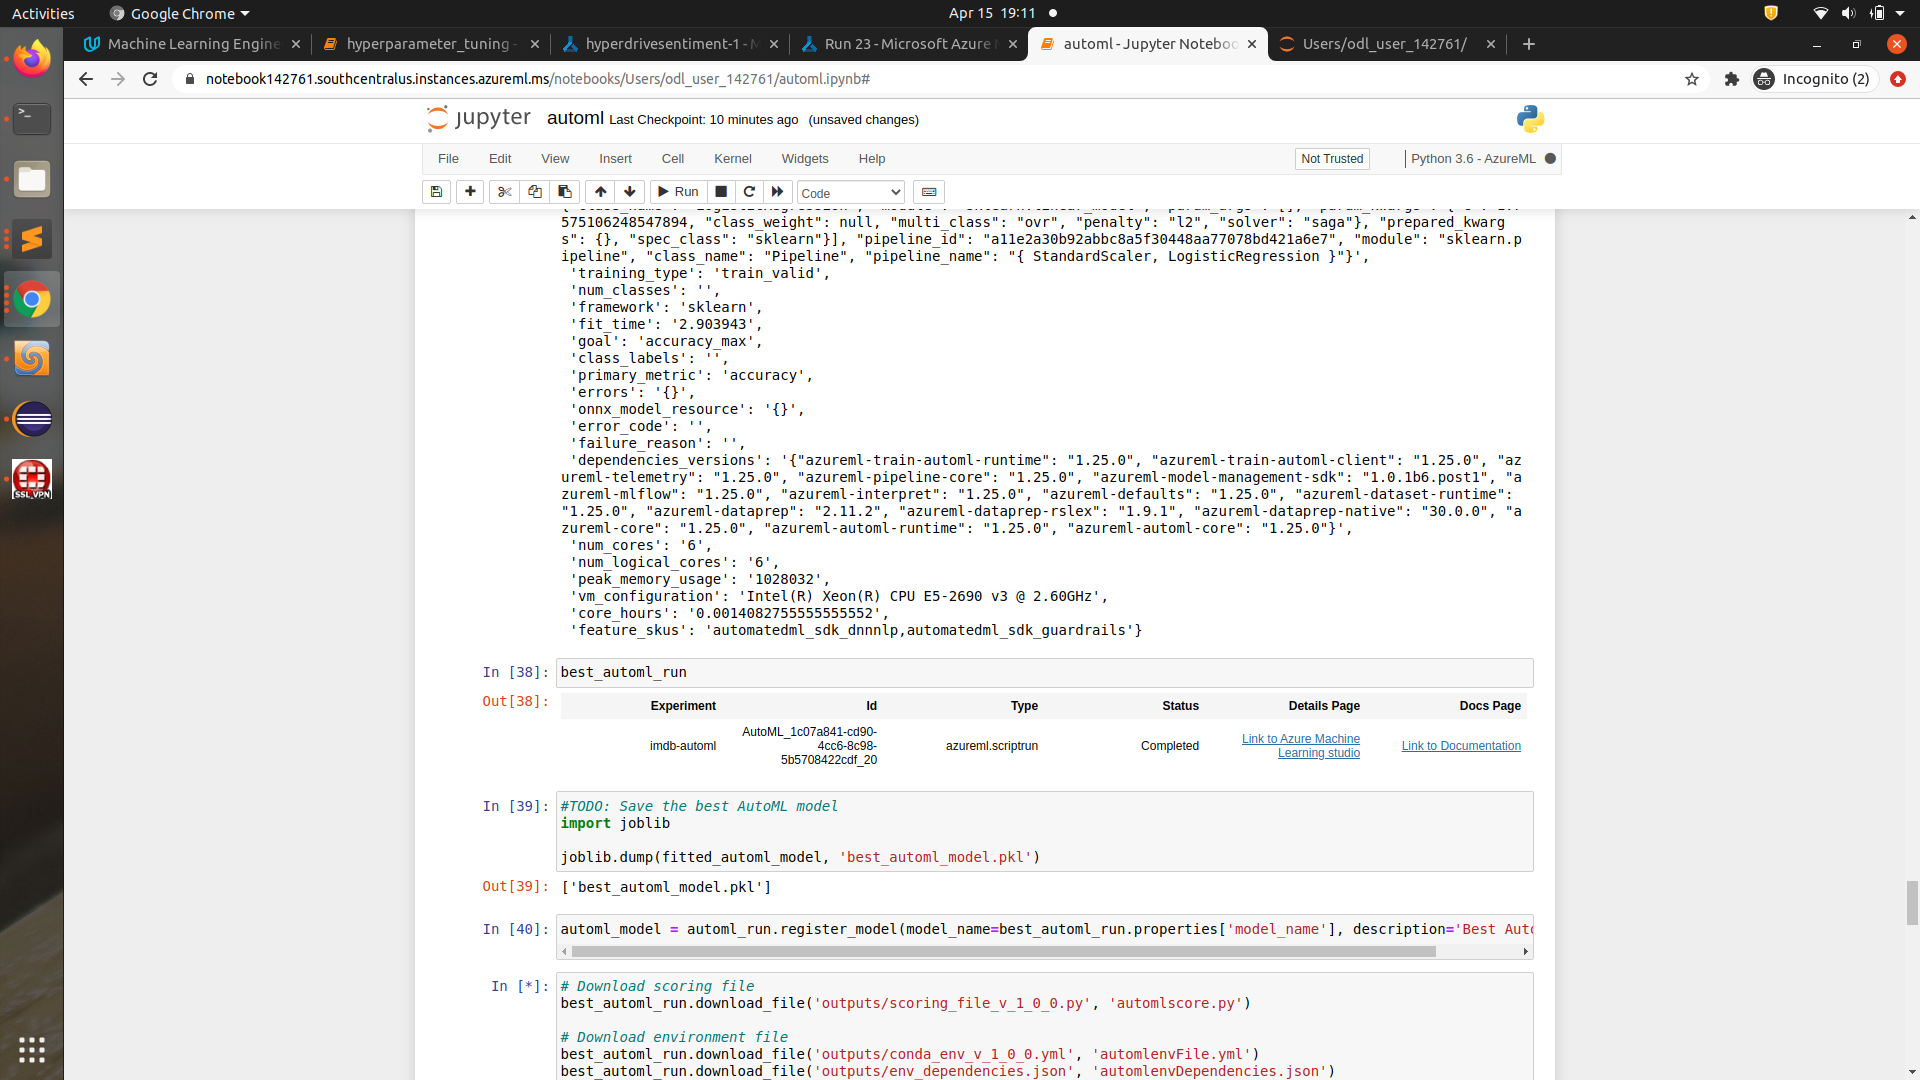 Activities
Google Chrome
Apr 15 19:11
Machine Learning Engine
hyperparameter_tuning -
hyperdrivesentiment-1 - M
Run 23 - Microsoft Azure
automl - Jupyter Notebo
Users/odl_user_142761/
notebook142761.southcentralus.instances.azureml.ms/notebooks/Users/odl_user_142761/automl.ipynb#
Incognito (2)
jupyter automl Last Checkpoint: 10 minutes ago (unsaved changes)
File Edit View Insert Cell Kernel Widgets Help
Not Trusted
Python 3.6 - AzureML
Run
Code
575106248547894, "class_weight": null, "multi_class": "ovr", "penalty": "l2", "solver": "saga"}, "prepared_kwarg
s": {}, "spec_class": "sklearn"}], "pipeline_id": "a11e2a30b92abbc8a5f30448aa77078bd421a6e7", "module": "sklearn.p
ipeline", "class_name": "Pipeline", "pipeline_name": "{ StandardScaler, LogisticRegression }"}',
'training_type': 'train_valid',
'num_classes': '',
'framework': 'sklearn',
'fit_time': '2.903943',
'goal': 'accuracy_max',
'class_labels': '',
'primary_metric': 'accuracy',
'errors': '{}',
'onnx_model_resource': '{}',
'error_code': '',
'failure_reason': '',
'dependencies_versions': '{"azureml-train-automl-runtime": "1.25.0", "azureml-train-automl-client": "1.25.0", "az
ureml-telemetry": "1.25.0", "azureml-pipeline-core": "1.25.0", "azureml-model-management-sdk": "1.0.1b6.post1", "a
zureml-mlflow": "1.25.0", "azureml-interpret": "1.25.0", "azureml-defaults": "1.25.0", "azureml-dataset-runtime":
"1.25.0", "azureml-dataprep": "2.11.2", "azureml-dataprep-rslex": "1.9.1", "azureml-dataprep-native": "30.0.0", "a
zureml-core": "1.25.0", "azureml-automl-runtime": "1.25.0", "azureml-automl-core": "1.25.0"}',
'num_cores': '6',
'num_logical_cores': '6',
'peak_memory_usage': '1028032',
'vm_configuration': 'Intel(R) Xeon(R) CPU E5-2690 v3 @ 2.60GHz',
'core_hours': '0.0014082755555555552',
'feature_skus': 'automatedml_sdk_dnnnlp,automatedml_sdk_guardrails'}
In [38]: best_automl_run
Out[38]:
Experiment Id Type Status Details Page Docs Page
imdb-automl AutoML_1c07a841-cd90-
4cc6-8c98-
5b5708422cdf_20 azureml.scriptrun Completed Link to Azure Machine
Learning studio Link to Documentation
In [39]: #TODO: Save the best AutoML model
import joblib
joblib.dump(fitted_automl_model, 'best_automl_model.pkl')
Out[39]: ['best_automl_model.pkl']
In [40]: automl_model = automl_run.register_model(model_name=best_automl_run.properties['model_name'], description='Best Auto
In [*]: # Download scoring file
best_automl_run.download_file('outputs/scoring_file_v_1_0_0.py', 'automlscore.py')
# Download environment file
best_automl_run.download_file('outputs/conda_env_v_1_0_0.yml', 'automlenvFile.yml')
best_automl_run.download_file('outputs/env_dependencies.json', 'automlenvDependencies.json')
SSL VPN